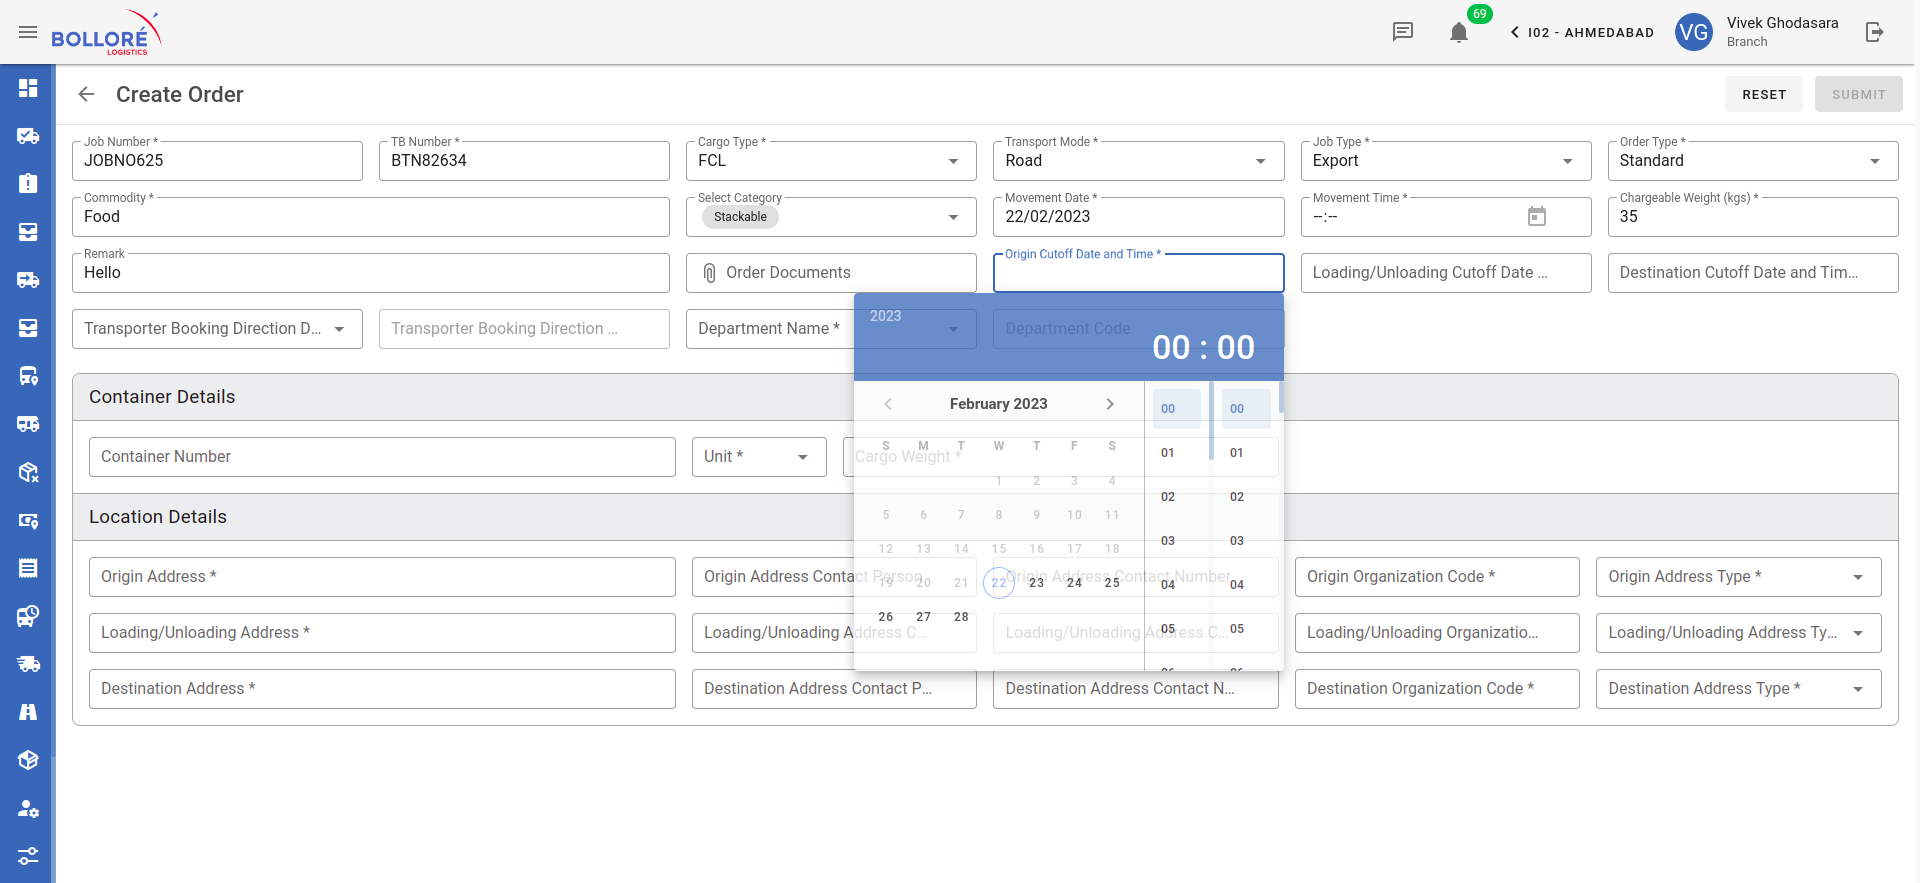 BOLLORÉ
LOGISTICS
69
I02 - AHMEDABAD
VG
Vivek Ghodasara
Branch
Create Order
RESET
SUBMIT
Job Number *
JOBNO625
TB Number *
BTN82634
Cargo Type *
FCL
Transport Mode *
Road
Job Type *
Export
Order Type *
Standard
Commodity *
Food
Select Category
Stackable
Movement Date *
22/02/2023
Movement Time *
--:--
Chargeable Weight (kgs) *
35
Remark
Hello
Order Documents
Origin Cutoff Date and Time *
Loading/Unloading Cutoff Date ...
Destination Cutoff Date and Tim...
Transporter Booking Direction D...
Transporter Booking Direction ...
Department Name *
Department Code
2023
00 : 00
February 2023
S M T W T F S
1 2 3 4
5 6 7 8 9 10 11
12 13 14 15 16 17 18
19 20 21 22 23 24 25
26 27 28
00 00
01 01
02 02
03 03
04 04
05 05
Container Details
Container Number
Unit *
Cargo Weight *
Location Details
Origin Address *
Origin Address Contact Person
Origin Address Contact Number
Origin Organization Code *
Origin Address Type *
Loading/Unloading Address *
Loading/Unloading Address C...
Loading/Unloading Address C...
Loading/Unloading Organizatio...
Loading/Unloading Address Ty...
Destination Address *
Destination Address Contact P...
Destination Address Contact N...
Destination Organization Code *
Destination Address Type *